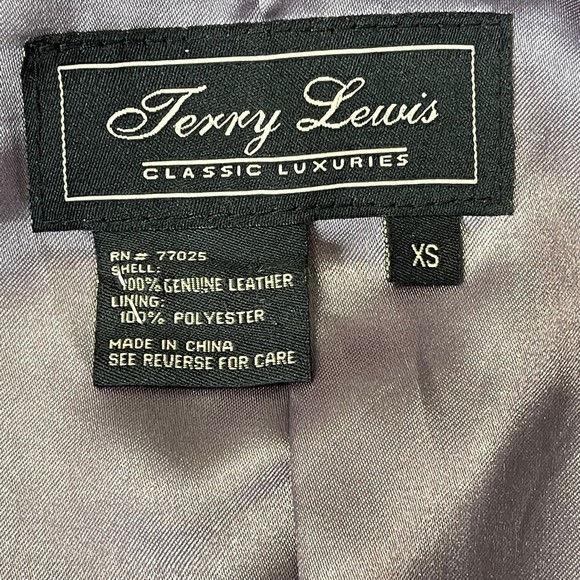 Terry Lewis
CLASSIC LUXURIES
XS
RN# 77025
SHELL:
100% GENUINE LEATHER
LINING:
100% POLYESTER
MADE IN CHINA
SEE REVERSE FOR CARE